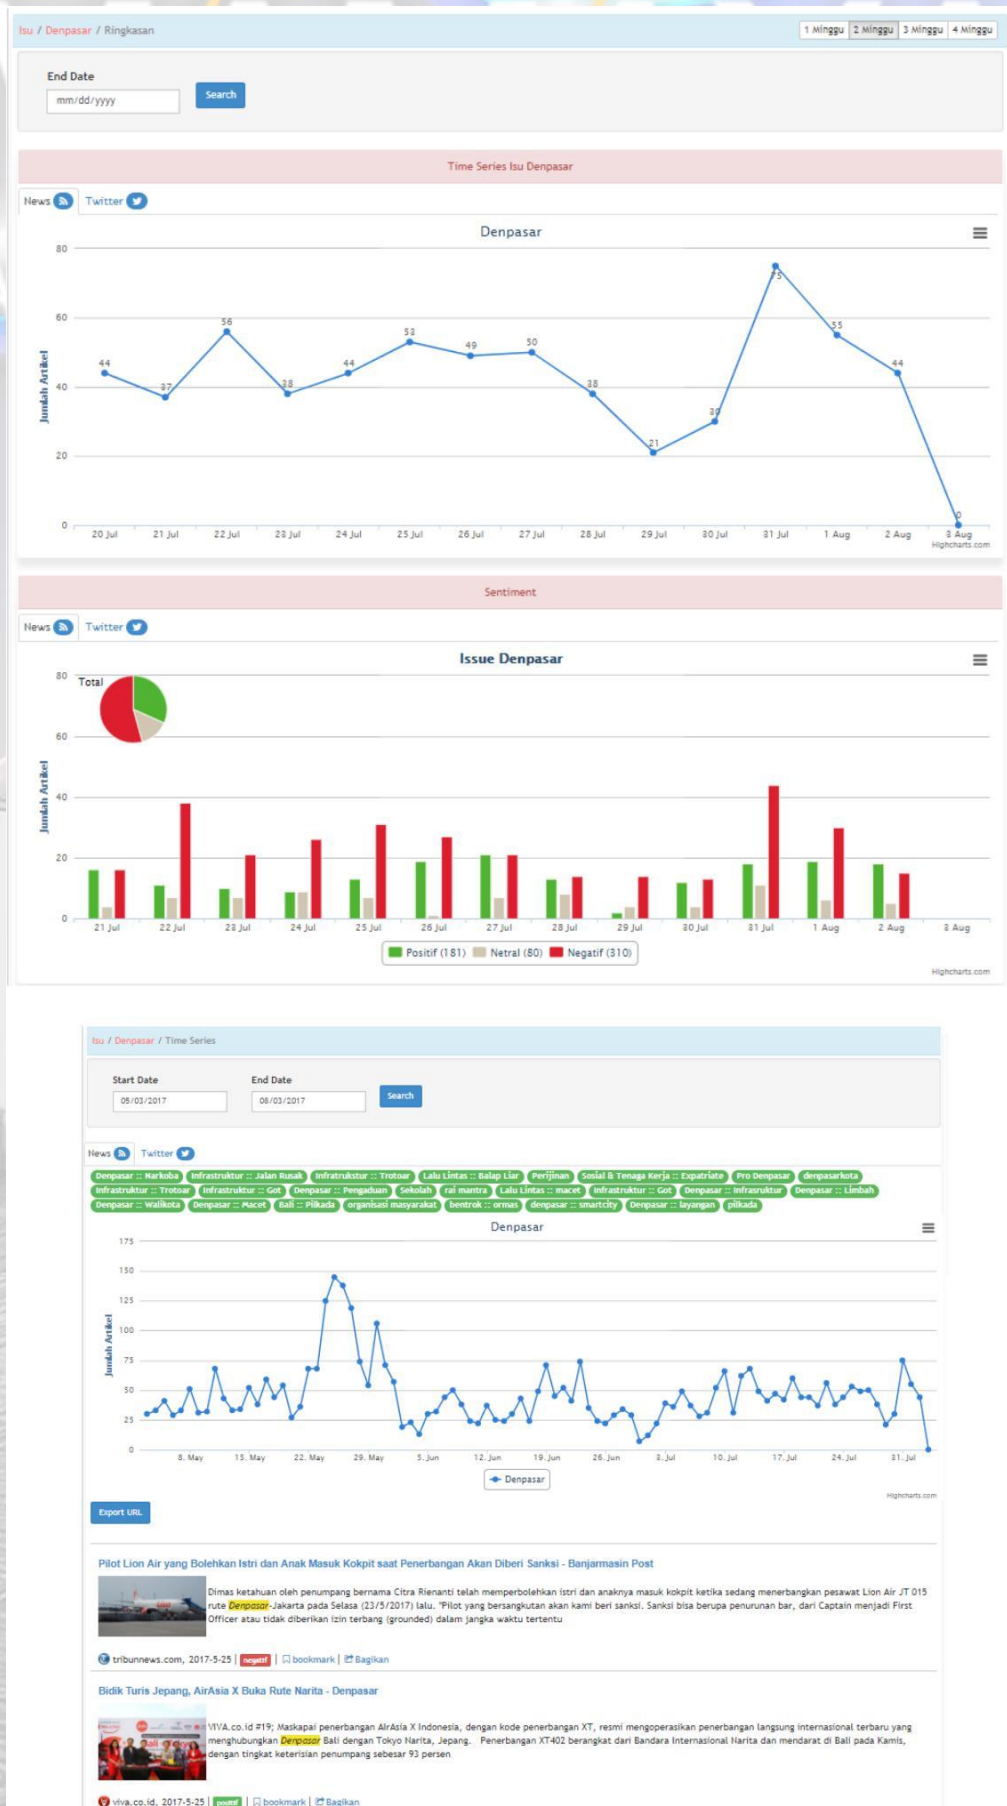 Isu / Denpasar / Ringkasan
1 Minggu 2 Minggu 3 Minggu 4 Minggu
End Date
mm/dd/yyyy Search
Time Series Isu Denpasar
News Twitter
Denpasar
80
60
40
20
0
Jumlah Artikel
44 37 56 38 44 53 49 50 38 21 30 75 55 44 0
20 Jul 21 Jul 22 Jul 23 Jul 24 Jul 25 Jul 26 Jul 27 Jul 28 Jul 29 Jul 30 Jul 31 Jul 1 Aug 2 Aug 3 Aug
Highcharts.com
Sentiment
News Twitter
Issue Denpasar
Total
80
60
40
20
0
Jumlah Artikel
21 Jul 22 Jul 23 Jul 24 Jul 25 Jul 26 Jul 27 Jul 28 Jul 29 Jul 30 Jul 31 Jul 1 Aug 2 Aug 3 Aug
Positif (181) Netral (80) Negatif (310)
Highcharts.com
Isu / Denpasar / Time Series
Start Date End Date
05/03/2017 08/03/2017 Search
News Twitter
Denpasar :: Narkoba Infrastruktur :: Jalan Rusak Infratrukstur :: Trotoar Lalu Lintas :: Balap Liar Perijinan Sosial & Tenaga Kerja :: Expatriate Pro Denpasar denpasarkota
Infrastruktur :: Trotoar Infrastruktur :: Got Denpasar :: Pengaduan Sekolah rai mantra Lalu Lintas :: macet Infrastruktur :: Got Denpasar :: Infrasruktur Denpasar :: Limbah
Denpasar :: Walikota Denpasar :: Macet Bali :: Pilkada organisasi masyarakat bentrok :: ormas denpasar :: smartcity Denpasar :: layangan pilkada
Denpasar
175
150
125
100
75
50
25
0
Jumlah Artikel
8. May 15. May 22. May 29. May 5. Jun 12. Jun 19. Jun 26. Jun 3. Jul 10. Jul 17. Jul 24. Jul 31. Jul
Denpasar
Highcharts.com
Export URL
Pilot Lion Air yang Bolehkan Istri dan Anak Masuk Kokpit saat Penerbangan Akan Diberi Sanksi - Banjarmasin Post
Dimas ketahuan oleh penumpang bernama Citra Rienanti telah memperbolehkan istri dan anaknya masuk kokpit ketika sedang menerbangkan pesawat Lion Air JT 015
rute Denpasar-Jakarta pada Selasa (23/5/2017) lalu. "Pilot yang bersangkutan akan kami beri sanksi. Sanksi bisa berupa penurunan bar, dari Captain menjadi First
Officer atau tidak diberikan izin terbang (grounded) dalam jangka waktu tertentu
tribunnews.com, 2017-5-25 | negatif | bookmark | Bagikan
Bidik Turis Jepang, AirAsia X Buka Rute Narita - Denpasar
VIVA.co.id #19; Maskapai penerbangan AirAsia X Indonesia, dengan kode penerbangan XT, resmi mengoperasikan penerbangan langsung internasional terbaru yang
menghubungkan Denpasar Bali dengan Tokyo Narita, Jepang. Penerbangan XT402 berangkat dari Bandara Internasional Narita dan mendarat di Bali pada Kamis,
dengan tingkat keterisian penumpang sebesar 93 persen
viva.co.id, 2017-5-25 | positif | bookmark | Bagikan